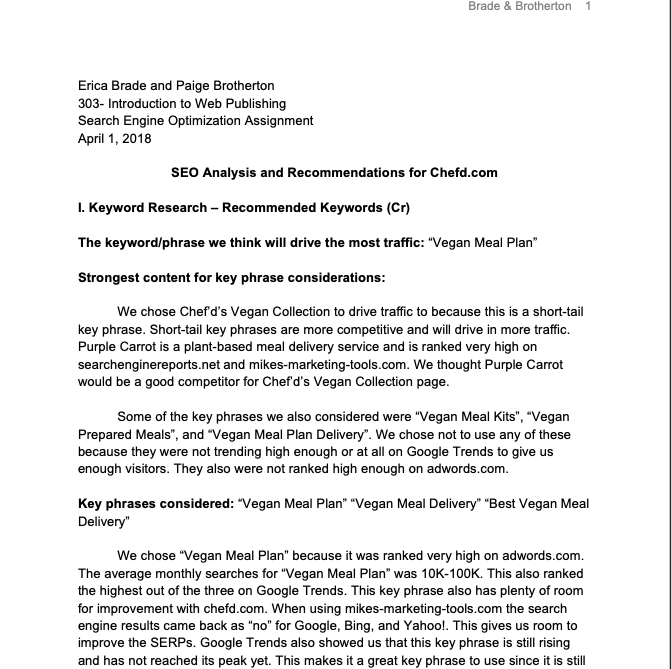 Brade & Brotherton 1
Erica Brade and Paige Brotherton
303- Introduction to Web Publishing
Search Engine Optimization Assignment
April 1, 2018
SEO Analysis and Recommendations for Chefd.com
I. Keyword Research – Recommended Keywords (Cr)
The keyword/phrase we think will drive the most traffic: “Vegan Meal Plan”
Strongest content for key phrase considerations:
We chose Chef’d’s Vegan Collection to drive traffic to because this is a short-tail
key phrase. Short-tail key phrases are more competitive and will drive in more traffic.
Purple Carrot is a plant-based meal delivery service and is ranked very high on
searchenginereports.net and mikes-marketing-tools.com. We thought Purple Carrot
would be a good competitor for Chef’d’s Vegan Collection page.
Some of the key phrases we also considered were “Vegan Meal Kits”, “Vegan
Prepared Meals”, and “Vegan Meal Plan Delivery”. We chose not to use any of these
because they were not trending high enough or at all on Google Trends to give us
enough visitors. They also were not ranked high enough on adwords.com.
Key phrases considered: “Vegan Meal Plan” “Vegan Meal Delivery” “Best Vegan Meal
Delivery”
We chose “Vegan Meal Plan” because it was ranked very high on adwords.com.
The average monthly searches for “Vegan Meal Plan” was 10K-100K. This also ranked
the highest out of the three on Google Trends. This key phrase also has plenty of room
for improvement with chefd.com. When using mikes-marketing-tools.com the search
engine results came back as “no” for Google, Bing, and Yahoo!. This gives us room to
improve the SERPs. Google Trends also showed us that this key phrase is still rising
and has not reached its peak yet. This makes it a great key phrase to use since it is still